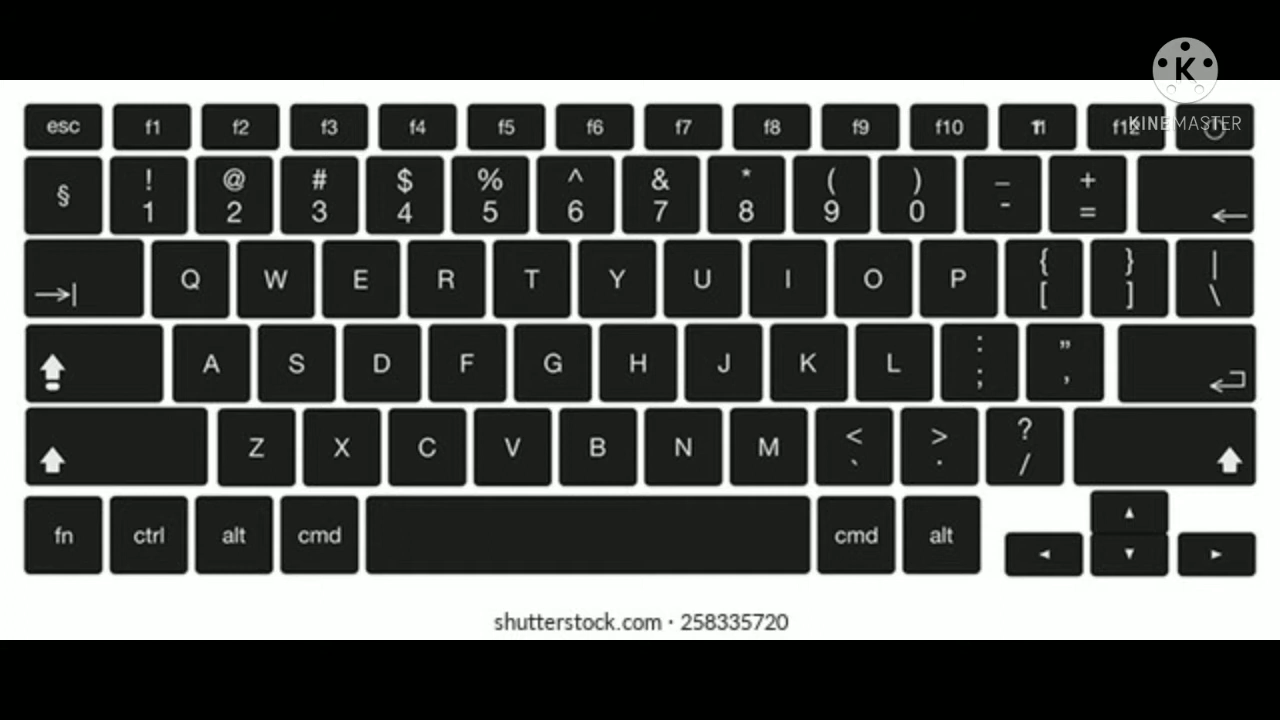 K
KINEMASTER
esc f1 f2 f3 f4 f5 f6 f7 f8 f9 f10 f11 f12
! @ # $ % ^ & * ( ) _ +
§ 1 2 3 4 5 6 7 8 9 0 - = ←
Q W E R T Y U I O P { } |
→| [ ] \
A S D F G H J K L : ”
; ,
Z X C V B N M < > ?
` . /
fn ctrl alt cmd cmd alt
shutterstock.com · 258335720